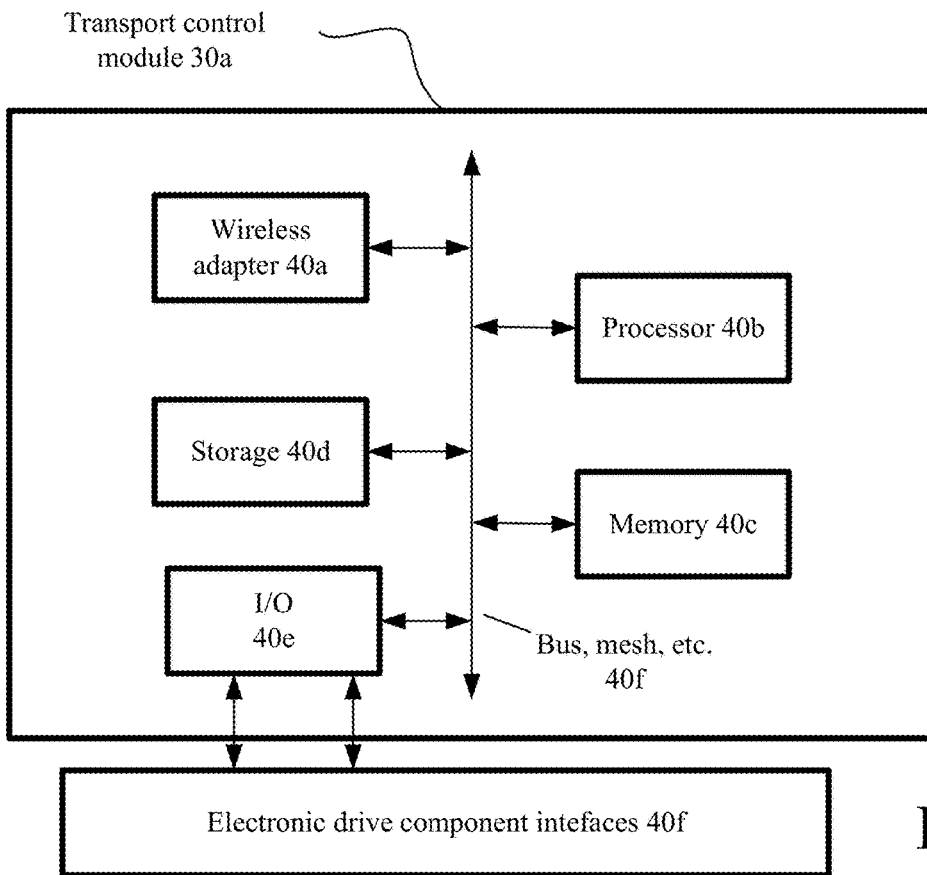 Transport control
module 30a
Wireless
adapter 40a
Processor 40b
Storage 40d
Memory 40c
I/O
40e
Bus, mesh, etc.
40f
Electronic drive component intefaces 40f